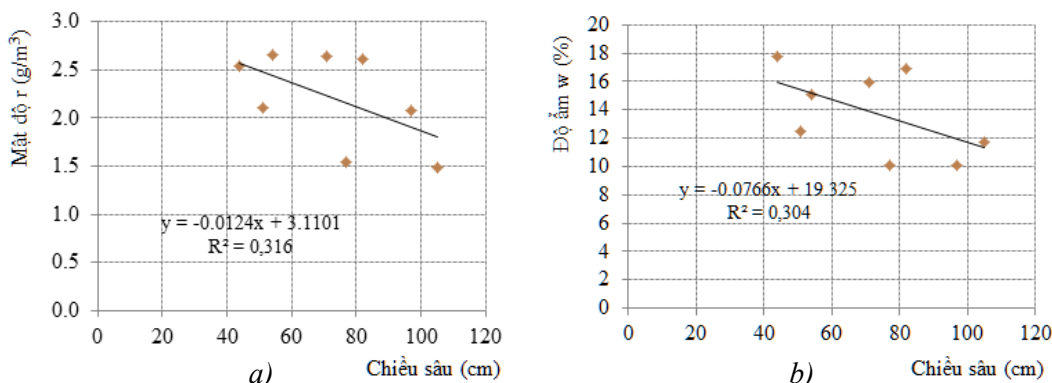 Mật độ r (g/m³)
3.0
2.5
2.0
1.5
1.0
0.5
0.0
y = -0.0124x + 3.1101
R² = 0,316
0 20 40 60 80 100 120
Chiều sâu (cm)
a)
Độ ẩm w (%)
20
18
16
14
12
10
8
6
4
2
0
y = -0.0766x + 19.325
R² = 0,304
0 20 40 60 80 100 120
Chiều sâu (cm)
b)